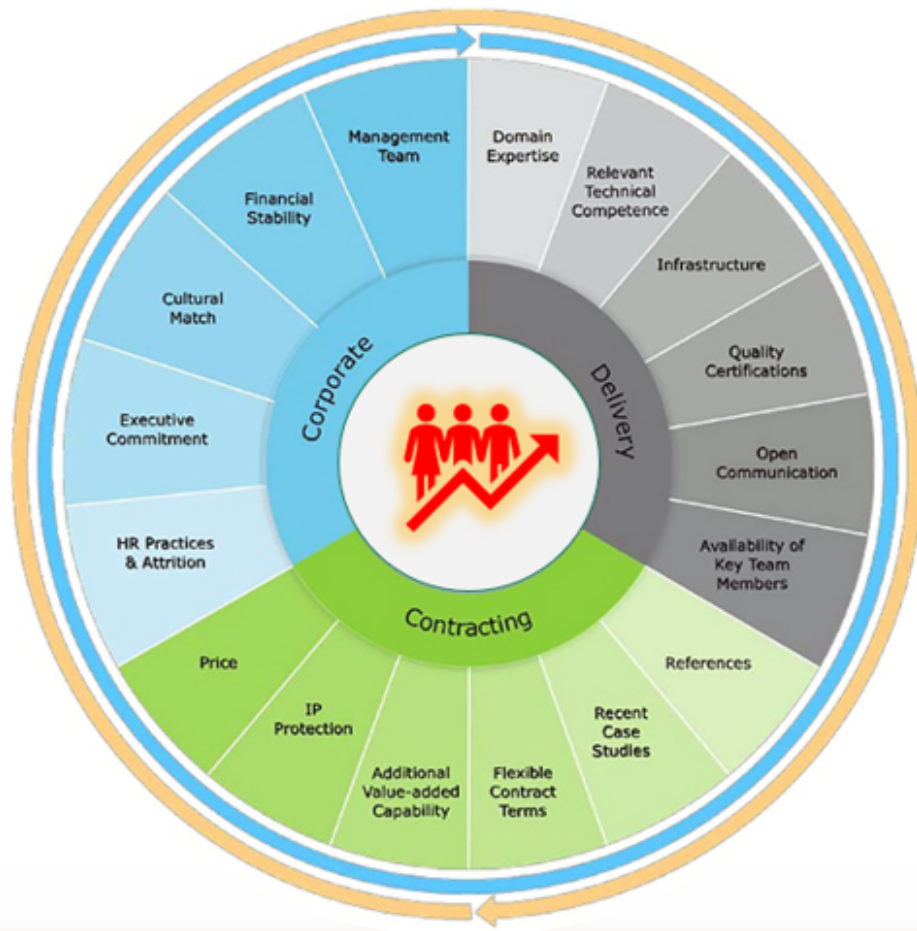 Management
Team
Financial
Stability
Cultural
Match
Executive
Commitment
HR Practices
& Attrition
Corporate
Domain
Expertise
Relevant
Technical
Competence
Infrastructure
Quality
Certifications
Open
Communication
Availability of
Key Team
Members
Delivery
Contracting
Price
IP
Protection
Additional
Value-added
Capability
Flexible
Contract
Terms
Recent
Case
Studies
References